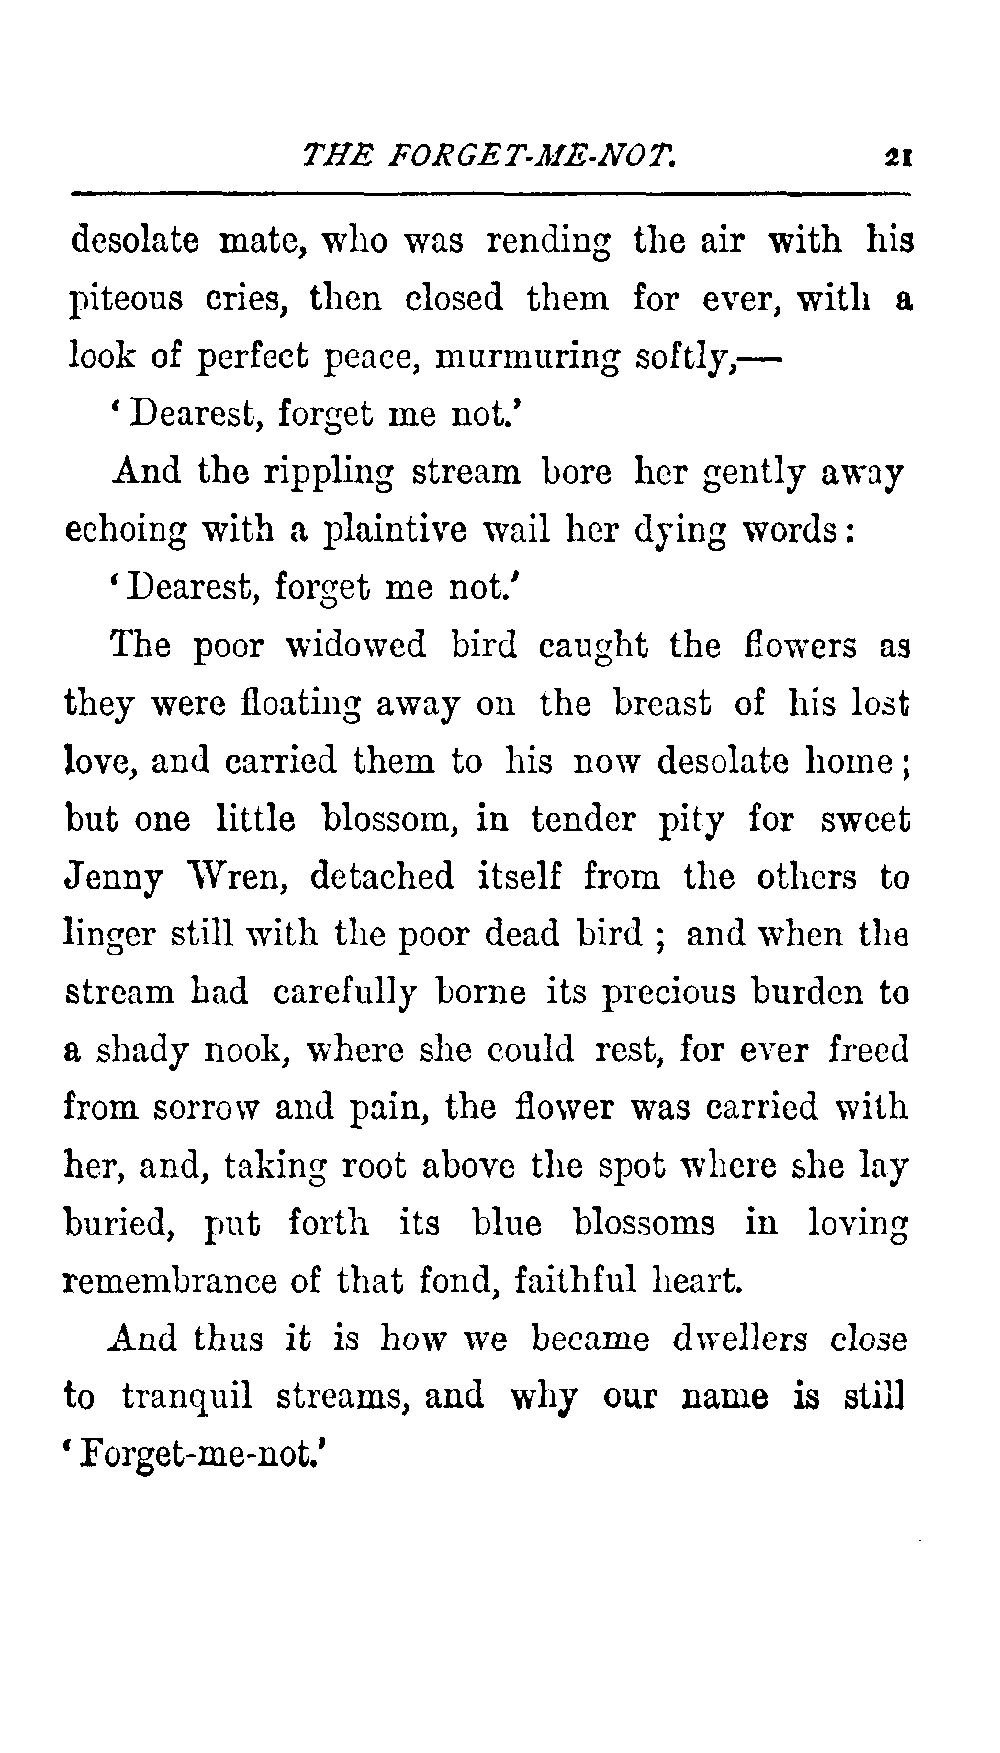 THE FORGET-ME-NOT. 21
desolate mate, who was rending the air with his
piteous cries, then closed them for ever, with a
look of perfect peace, murmuring softly,—
‘Dearest, forget me not.’
And the rippling stream bore her gently away
echoing with a plaintive wail her dying words:
‘Dearest, forget me not.’
The poor widowed bird caught the flowers as
they were floating away on the breast of his lost
love, and carried them to his now desolate home;
but one little blossom, in tender pity for sweet
Jenny Wren, detached itself from the others to
linger still with the poor dead bird; and when the
stream had carefully borne its precious burden to
a shady nook, where she could rest, for ever freed
from sorrow and pain, the flower was carried with
her, and, taking root above the spot where she lay
buried, put forth its blue blossoms in loving
remembrance of that fond, faithful heart.
And thus it is how we became dwellers close
to tranquil streams, and why our name is still
‘Forget-me-not.’